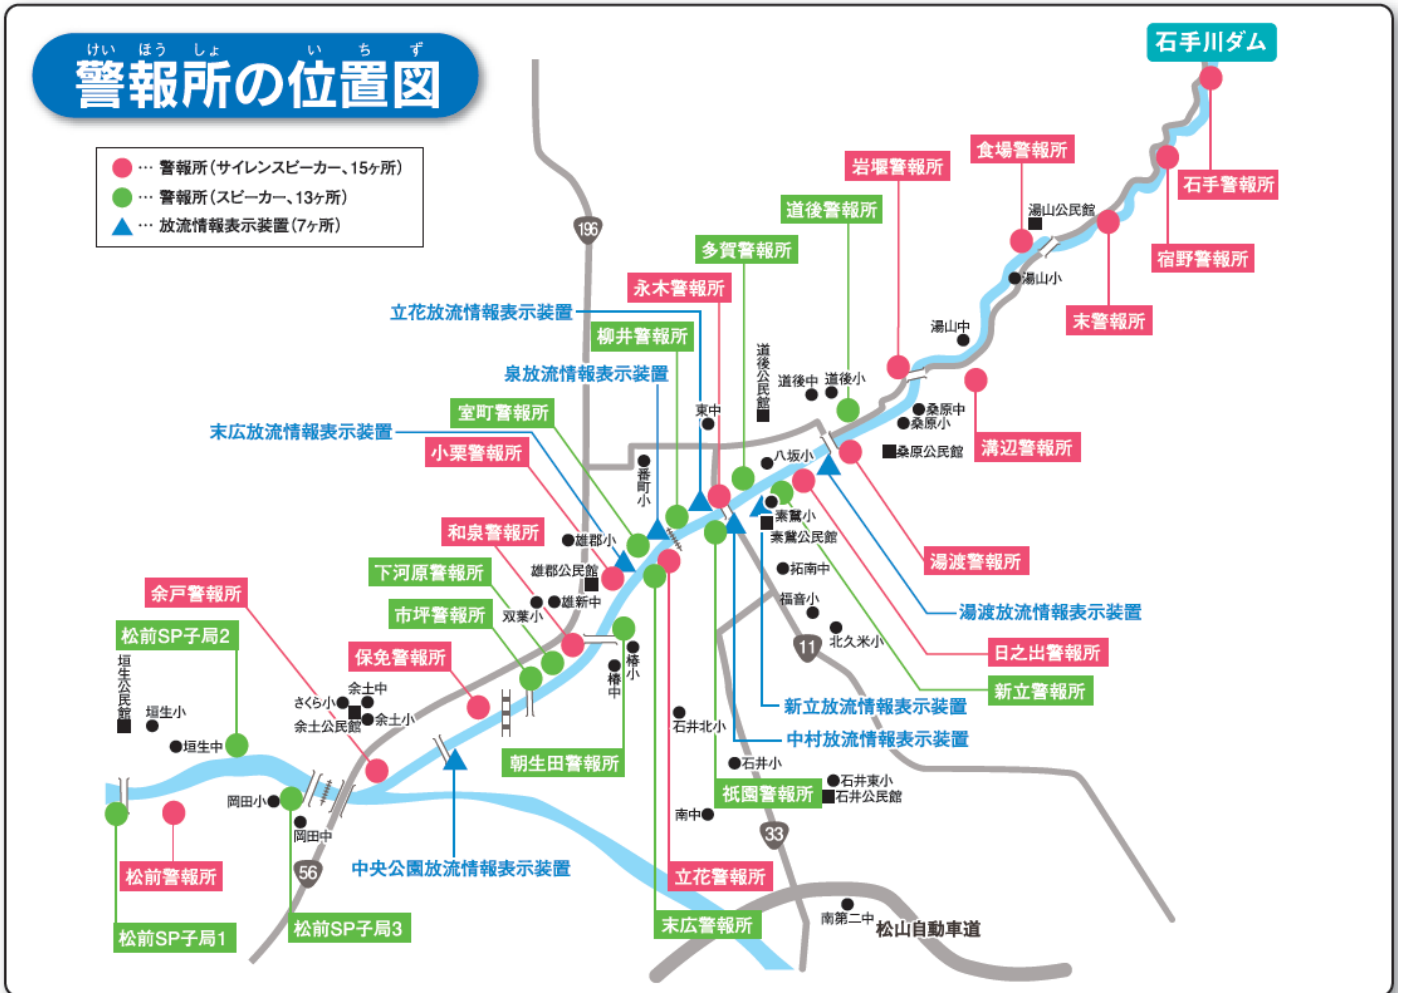 けい ほう しょ い ち ず
警報所の位置図
石手川ダム
… 警報所(サイレンスピーカー、15ヶ所)
… 警報所(スピーカー、13ヶ所)
… 放流情報表示装置(7ヶ所)
食場警報所
岩堰警報所
石手警報所
道後警報所
湯山公民館
196
多賀警報所
宿野警報所
湯山小
永木警報所
立花放流情報表示装置
末警報所
湯山中
柳井警報所
道後公民館
泉放流情報表示装置
道後中
道後小
室町警報所
東中
桑原中
桑原小
末広放流情報表示装置
小栗警報所
溝辺警報所
桑原公民館
八坂小
番町小
素鵞小
和泉警報所
素鵞公民館
雄郡小
湯渡警報所
下河原警報所
雄郡公民館
拓南中
余戸警報所
福音小
市坪警報所
双葉小
雄新中
湯渡放流情報表示装置
松前SP子局2
北久米小
11
保免警報所
日之出警報所
椿小
椿中
垣生公民館
さくら小
余土中
新立警報所
垣生小
余土公民館
余土小
新立放流情報表示装置
石井北小
垣生中
中村放流情報表示装置
朝生田警報所
石井小
石井東小
岡田小
祇園警報所
石井公民館
南中
岡田中
33
中央公園放流情報表示装置
56
松前警報所
立花警報所
南第二中
松前SP子局3
末広警報所
松山自動車道
松前SP子局1